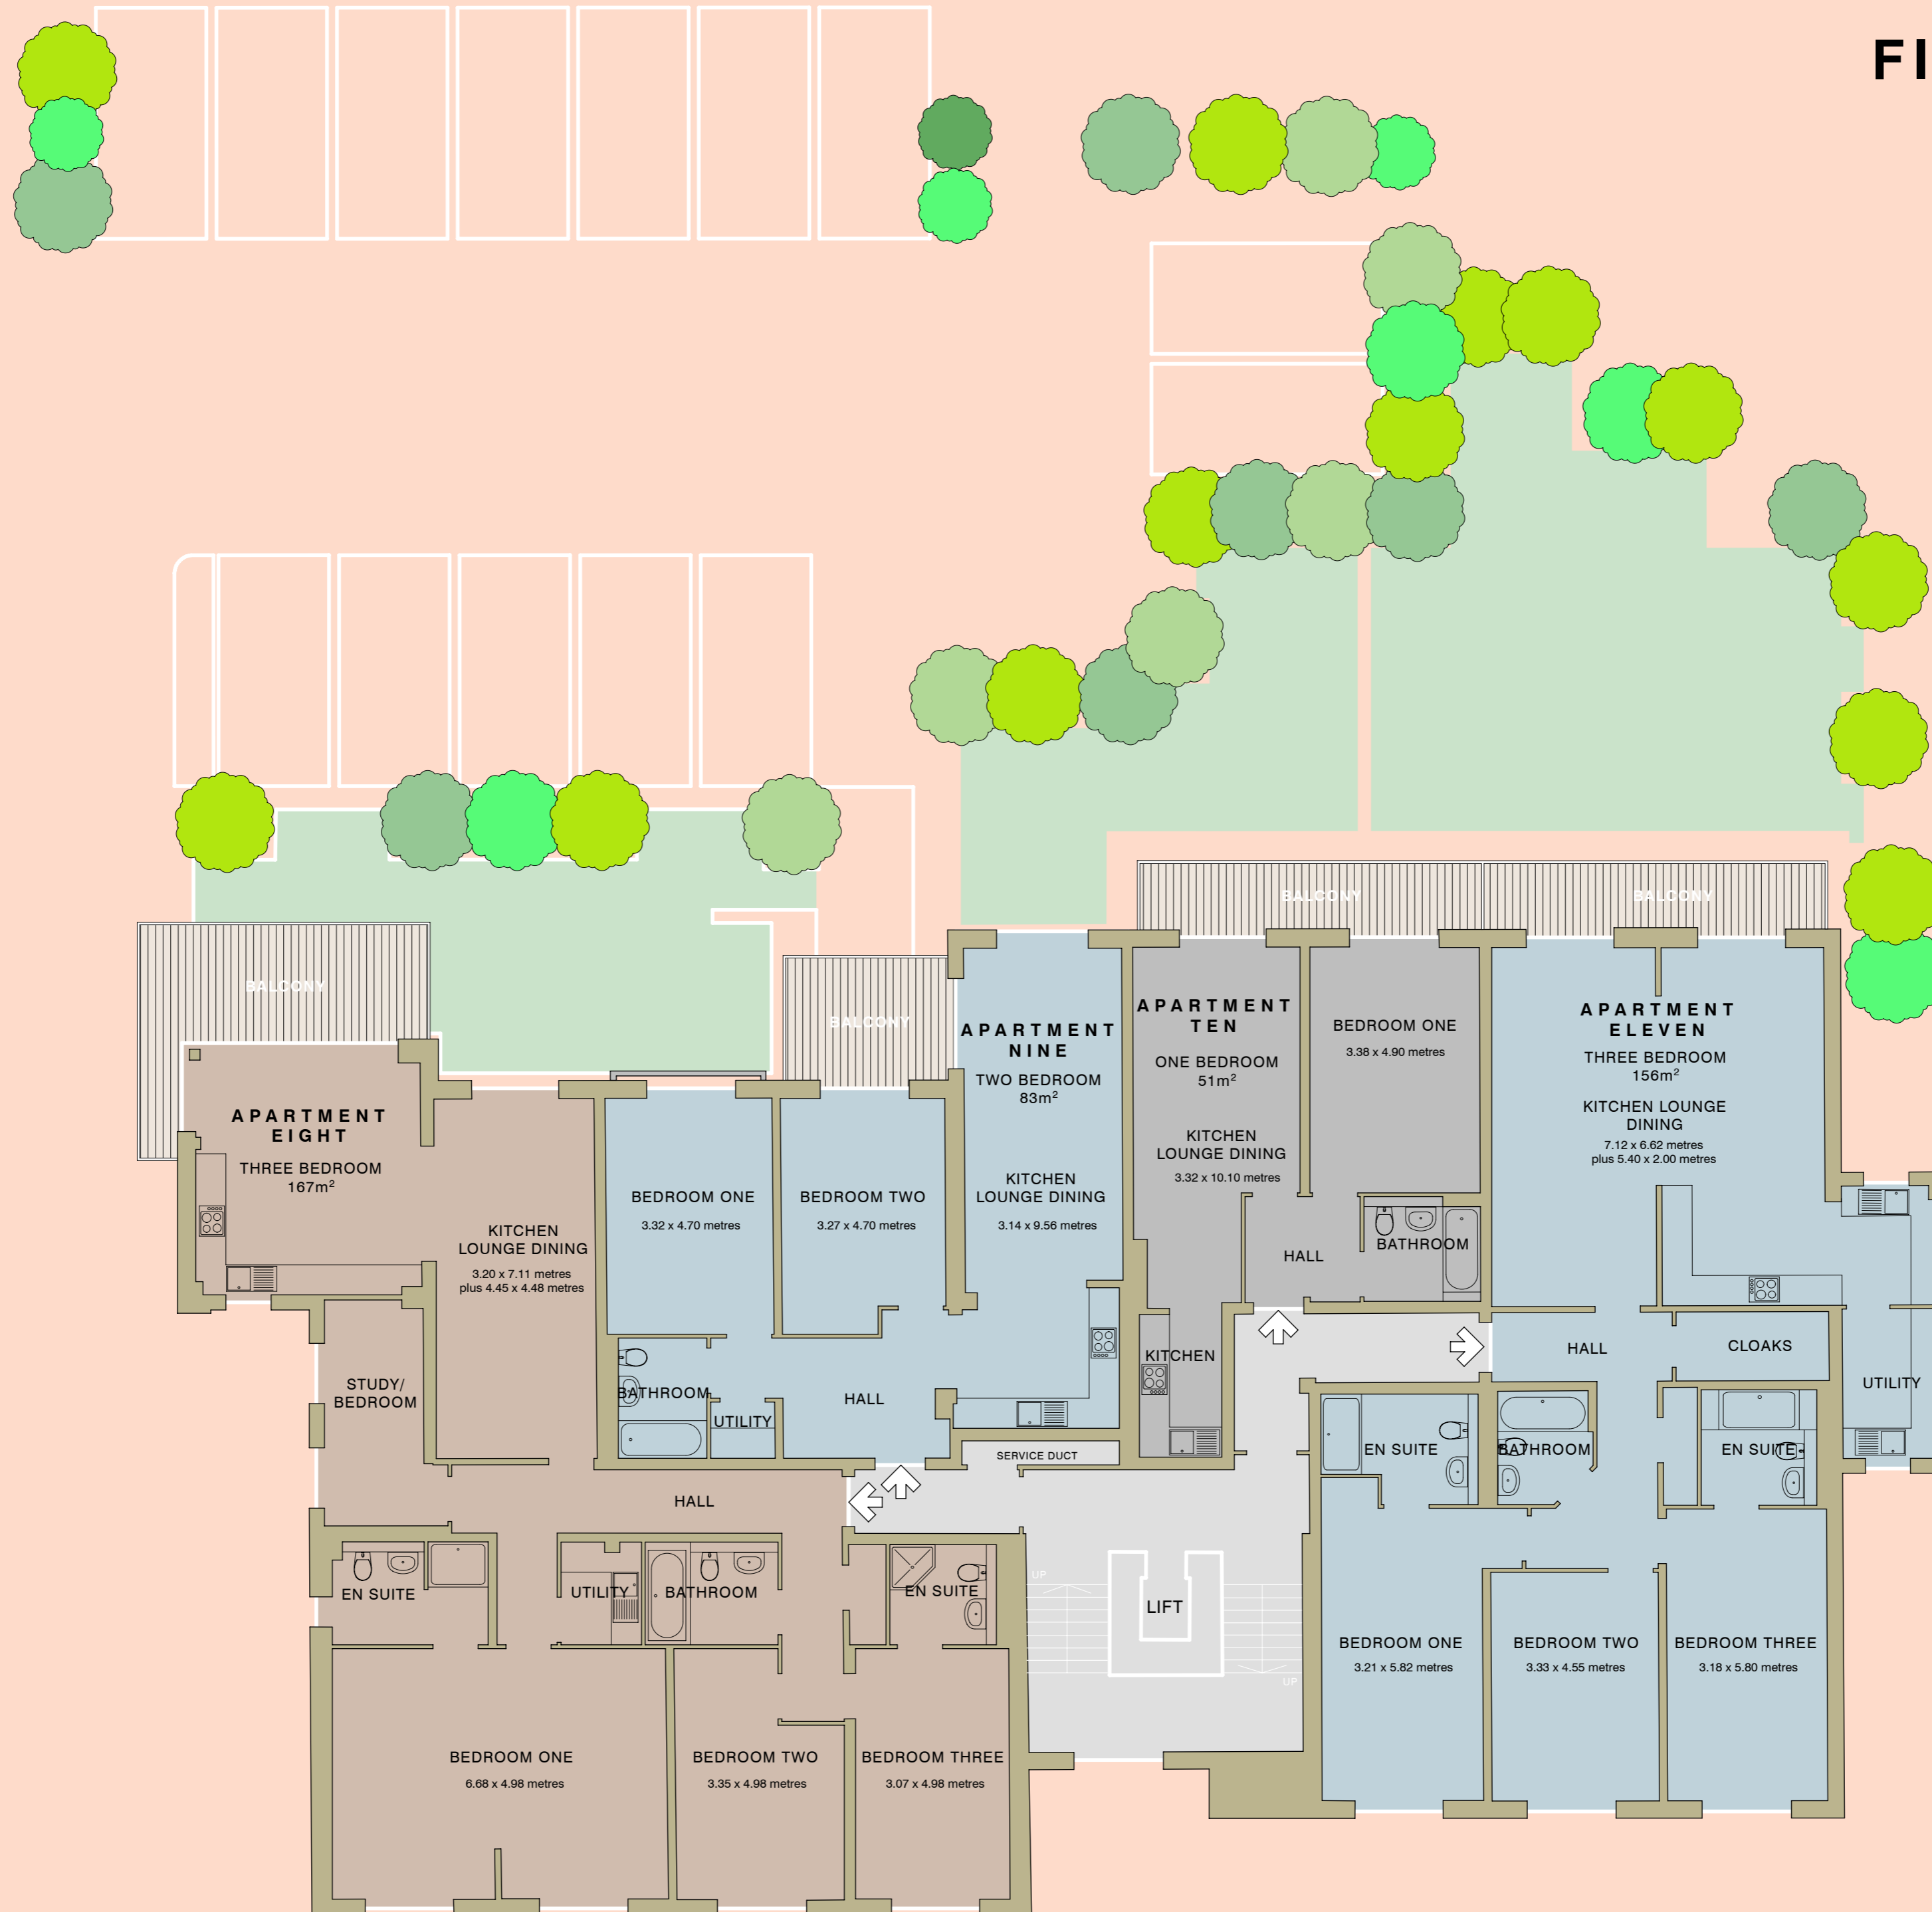 FI
BALCONY
BALCONY
BALCONY
BALCONY
APARTMENT
EIGHT
THREE BEDROOM
167m²
KITCHEN
LOUNGE DINING
3.20 x 7.11 metres
plus 4.45 x 4.48 metres
STUDY/
BEDROOM
HALL
EN SUITE
UTILITY
BATHROOM
EN SUITE
BEDROOM ONE
6.68 x 4.98 metres
BEDROOM TWO
3.35 x 4.98 metres
BEDROOM THREE
3.07 x 4.98 metres
APARTMENT
NINE
TWO BEDROOM
83m²
KITCHEN
LOUNGE DINING
3.14 x 9.56 metres
BEDROOM ONE
3.32 x 4.70 metres
BEDROOM TWO
3.27 x 4.70 metres
BATHROOM
UTILITY
HALL
SERVICE DUCT
APARTMENT
TEN
ONE BEDROOM
51m²
KITCHEN
LOUNGE DINING
3.32 x 10.10 metres
BEDROOM ONE
3.38 x 4.90 metres
HALL
BATHROOM
KITCHEN
UP
LIFT
UP
APARTMENT
ELEVEN
THREE BEDROOM
156m²
KITCHEN LOUNGE
DINING
7.12 x 6.62 metres
plus 5.40 x 2.00 metres
HALL
CLOAKS
UTILITY
EN SUITE
BATHROOM
EN SUITE
BEDROOM ONE
3.21 x 5.82 metres
BEDROOM TWO
3.33 x 4.55 metres
BEDROOM THREE
3.18 x 5.80 metres